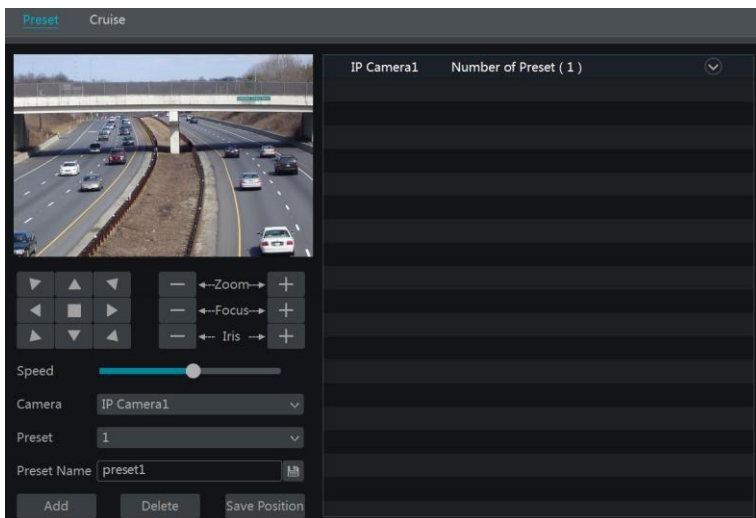 Preset Cruise
IP Camera1 Number of Preset ( 1 )
Zoom
Focus
Iris
Speed
Camera IP Camera1
Preset 1
Preset Name preset1
Add Delete Save Position